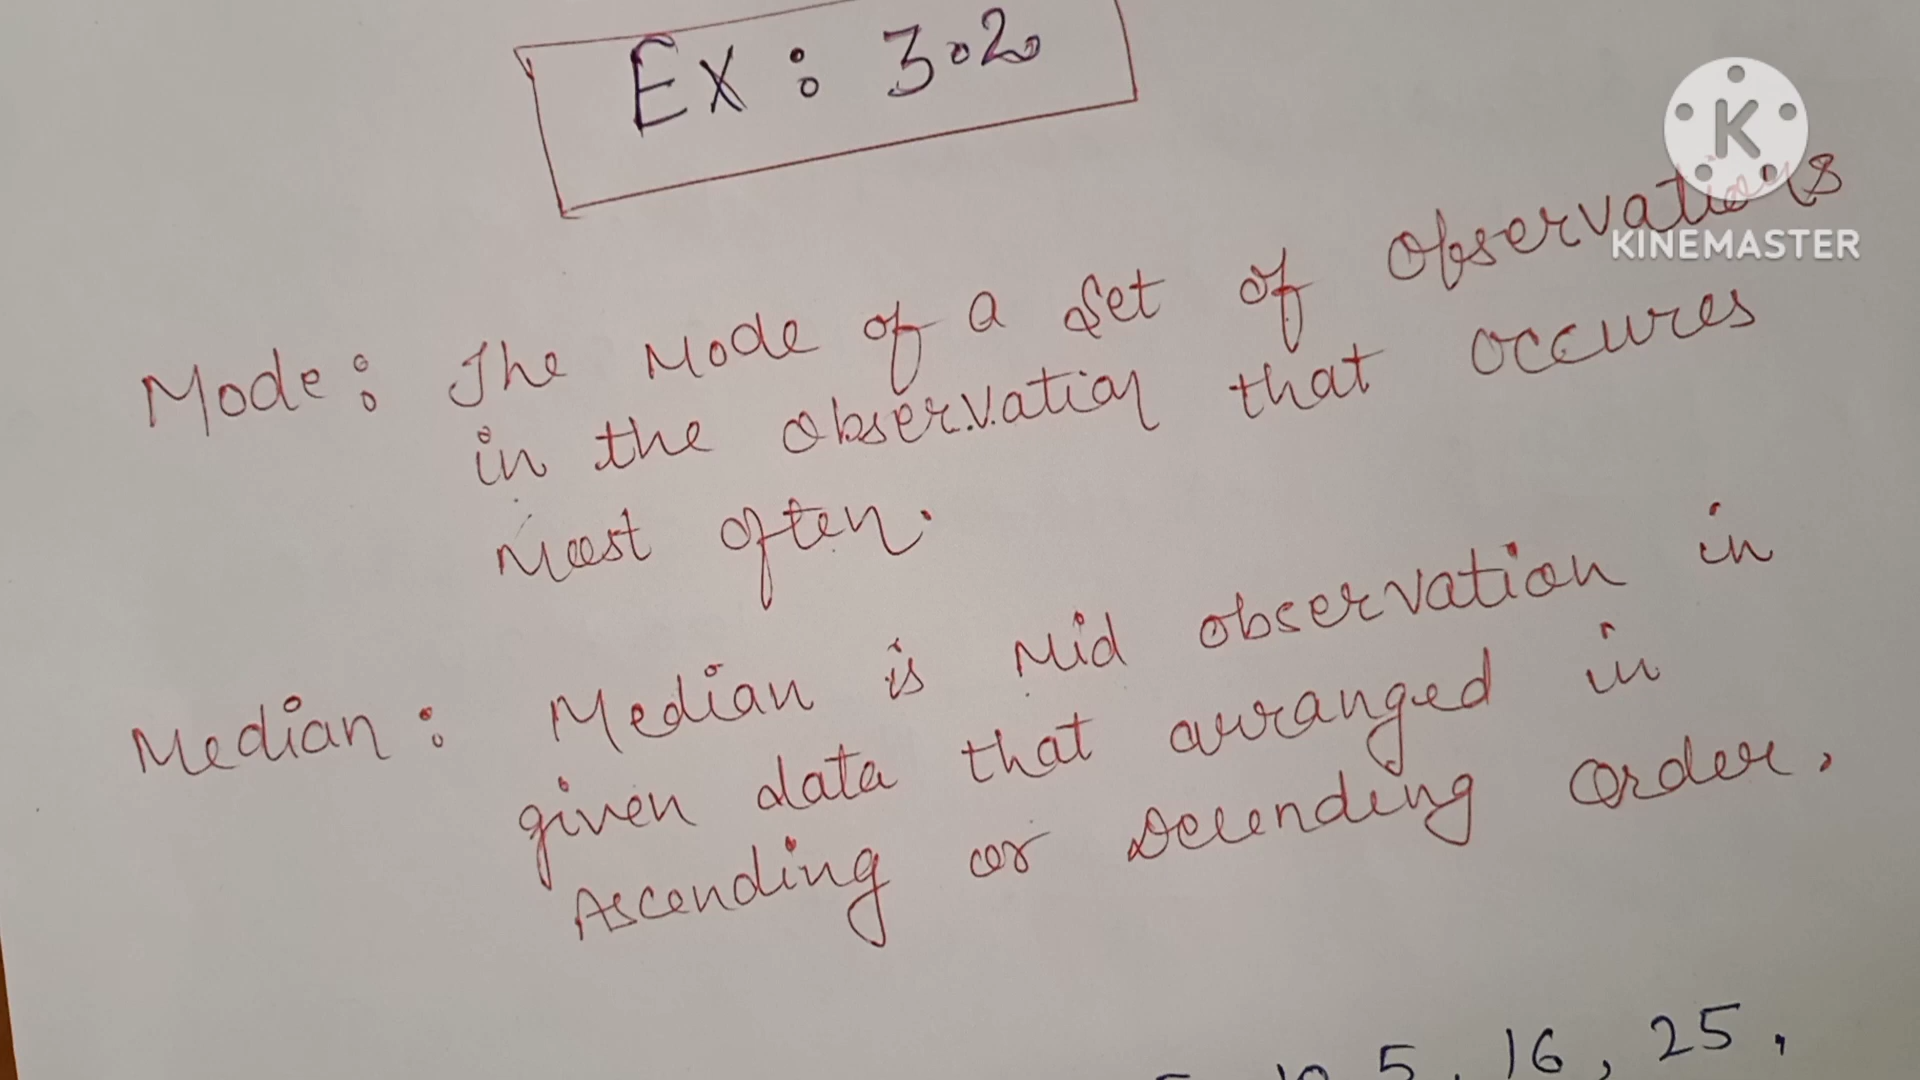 EX : 3.2
K
KINEMASTER
Mode : The Mode of a set of observations
in the observation that occures
Most often.
Median : Median is Mid observation in
given data that arranged in
Ascending or Decending order.
5, 16, 25,